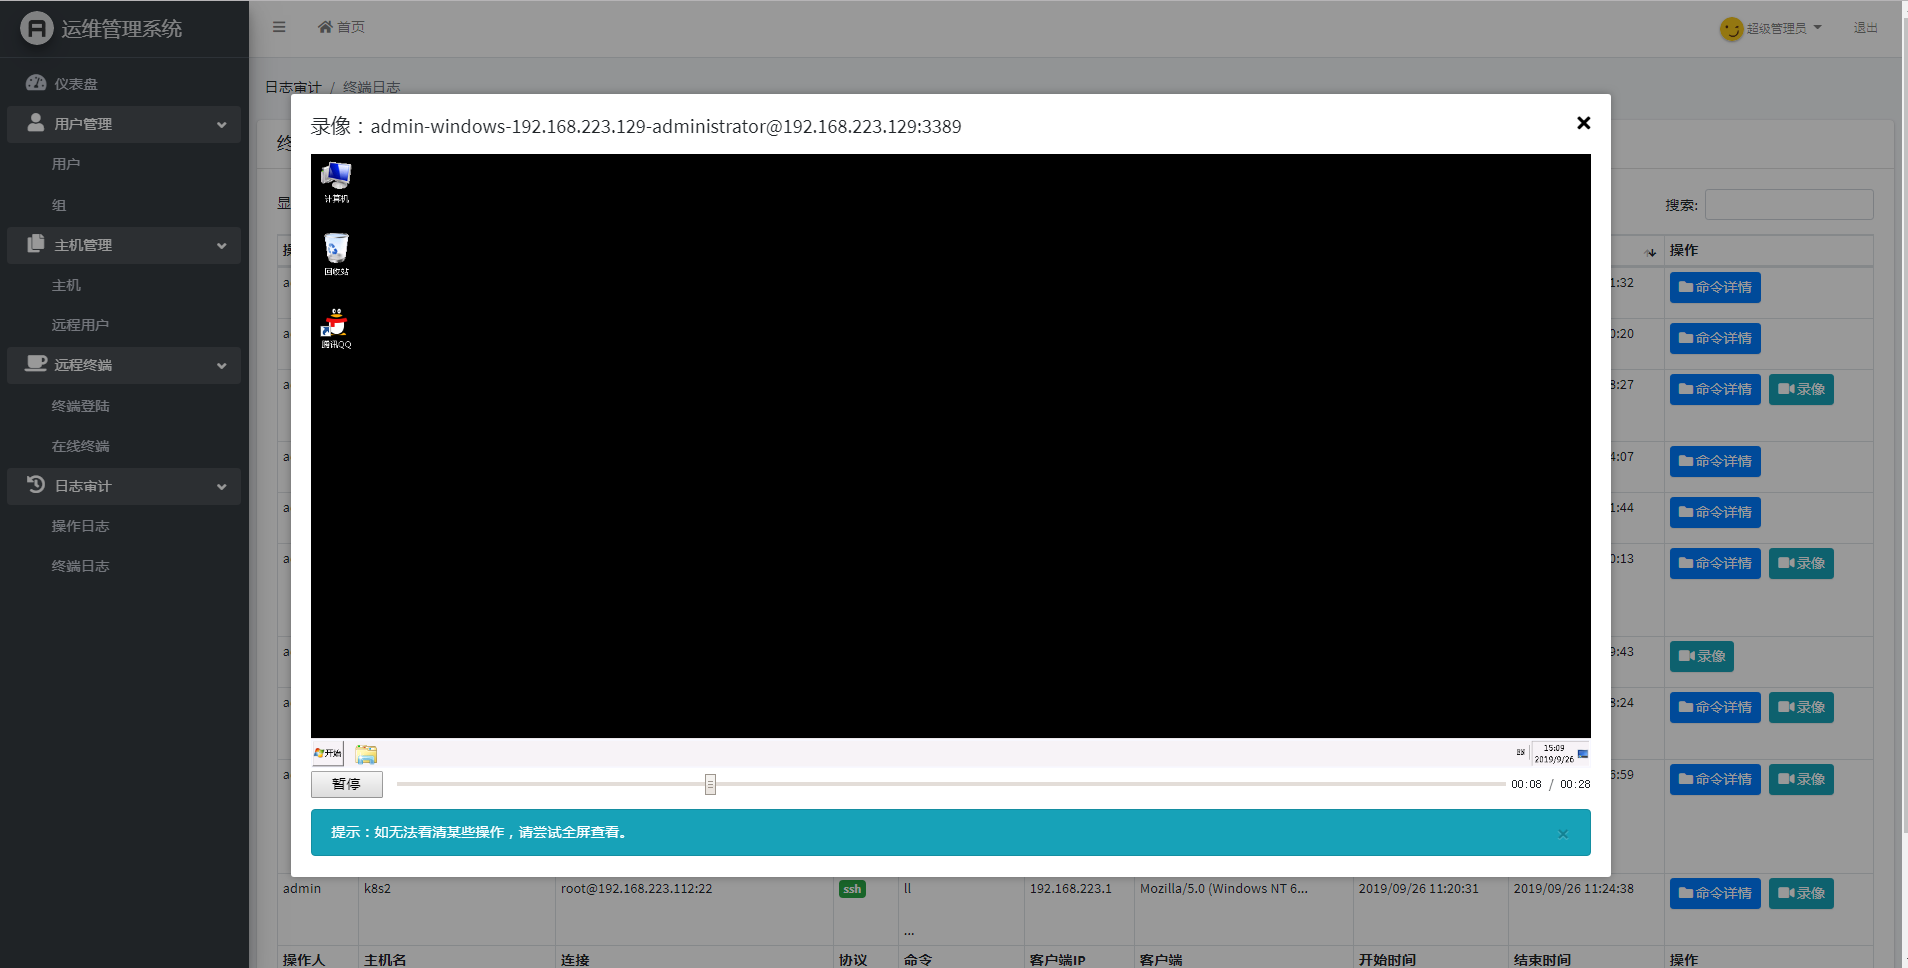 运维管理系统
首页
超级管理员
退出
仪表盘
用户管理
用户
组
主机管理
主机
远程用户
远程终端
终端登陆
在线终端
日志审计
操作日志
终端日志
日志审计 / 终端日志
录像：admin-windows-192.168.223.129-administrator@192.168.223.129:3389
终
显
搜索:
操
操作
计算机
回收站
腾讯QQ
a
1:32
命令详情
a
0:20
命令详情
a
3:27
命令详情
录像
a
4:07
命令详情
a
1:44
命令详情
a
0:13
命令详情
录像
a
9:43
录像
a
3:24
命令详情
录像
a
6:59
命令详情
录像
开始
15:09
2019/9/26
暂停
00:08 / 00:28
提示：如无法看清某些操作，请尝试全屏查看。
admin
k8s2
root@192.168.223.112:22
ssh
ll
...
192.168.223.1
Mozilla/5.0 (Windows NT 6...
2019/09/26 11:20:31
2019/09/26 11:24:38
命令详情
录像
操作人
主机名
连接
协议
命令
客户端IP
客户端
开始时间
结束时间
操作